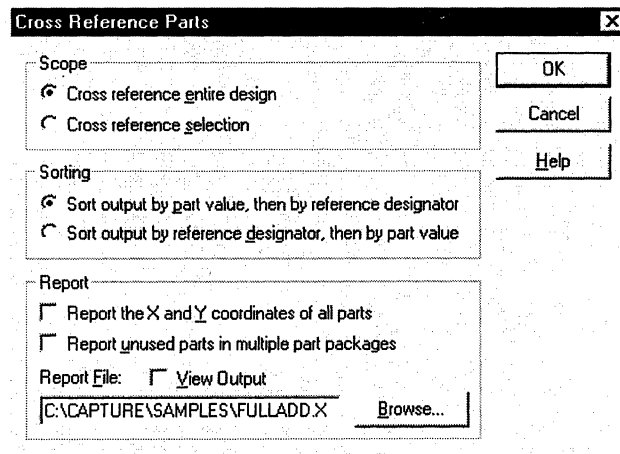 Cross Reference Parts
Scope
Cross reference entire design
Cross reference selection
OK
Cancel
Help
Sorting
Sort output by part value, then by reference designator
Sort output by reference designator, then by part value
Report
Report the X and Y coordinates of all parts
Report unused parts in multiple part packages
Report File: View Output
C:\CAPTURE\SAMPLES\FULLADD.X Browse...